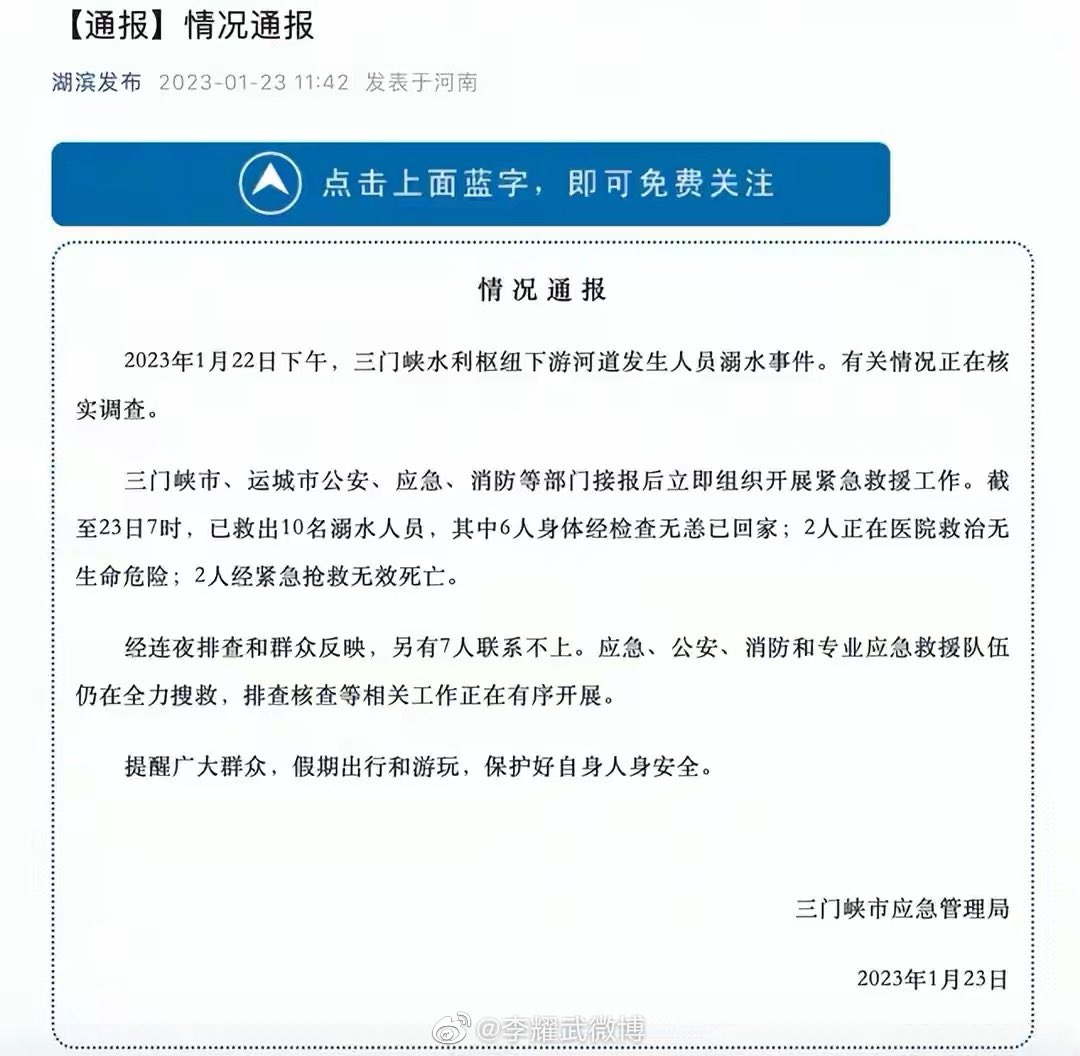 【通报】情况通报
湖滨发布 2023-01-23 11:42 发表于河南
点击上面蓝字，即可免费关注
情况通报
2023年1月22日下午，三门峡水利枢纽下游河道发生人员溺水事件。有关情况正在核
实调查。
三门峡市、运城市公安、应急、消防等部门接报后立即组织开展紧急救援工作。截
至23日7时，已救出10名溺水人员，其中6人身体经检查无恙已回家；2人正在医院救治无
生命危险；2人经紧急抢救无效死亡。
经连夜排查和群众反映，另有7人联系不上。应急、公安、消防和专业应急救援队伍
仍在全力搜救，排查核查等相关工作正在有序开展。
提醒广大群众，假期出行和游玩，保护好自身人身安全。
三门峡市应急管理局
2023年1月23日
@李耀武微博